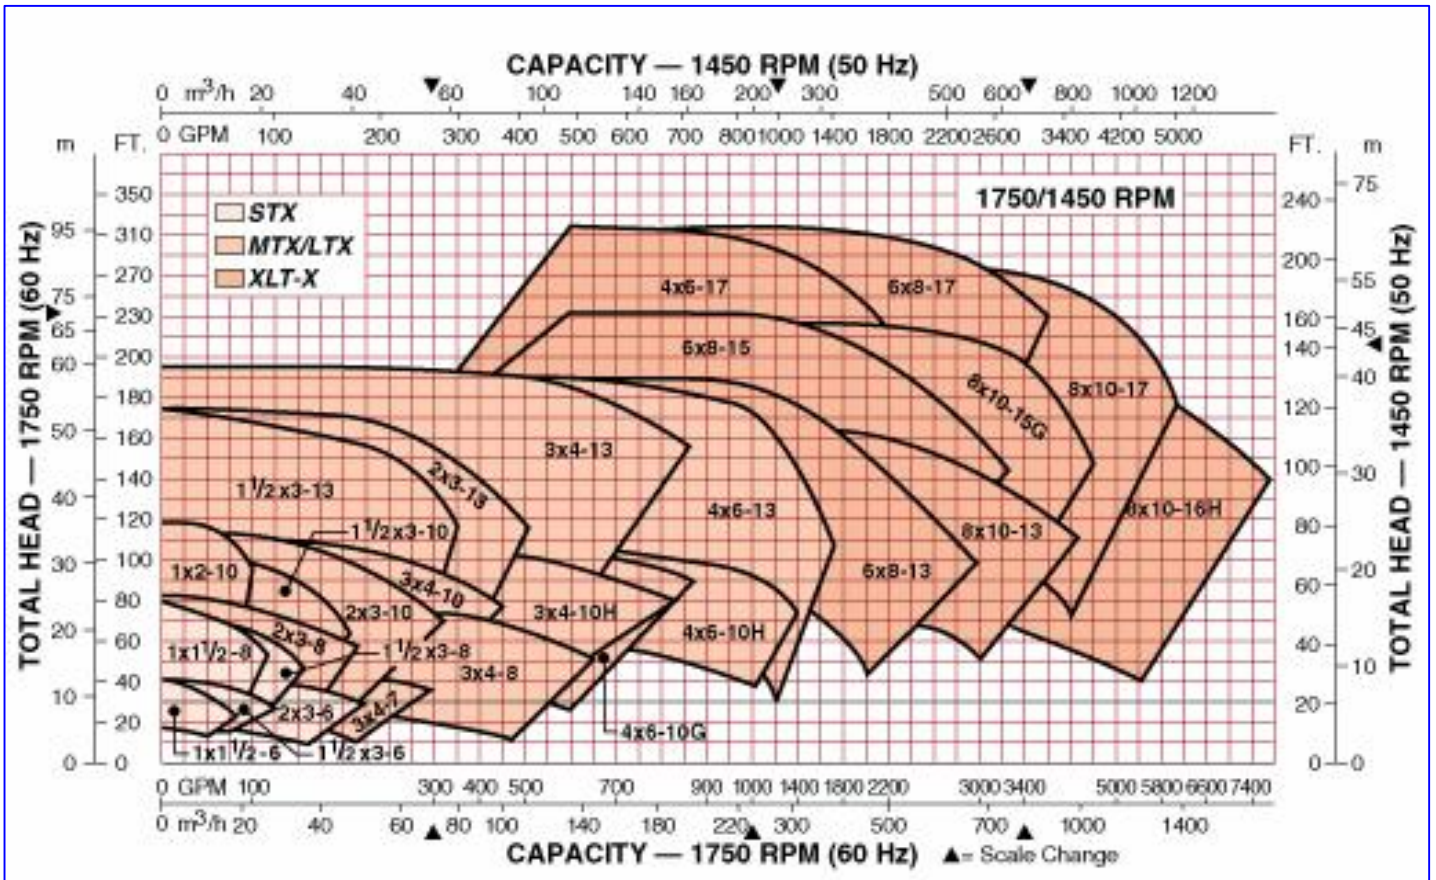 CAPACITY — 1450 RPM (50 Hz)
0 m³/h 20 40 ▼ 60 100 140 160 200 ▼ 300 500 600 ▼ 800 1000 1200
0 GPM 100 200 300 400 500 600 700 800 1000 1400 1800 2200 2600 3400 4200 5000
m FT. FT. m
TOTAL HEAD — 1750 RPM (60 Hz)
95 75 ▼ 65 60 50 40 30 20 10 0
350 310 270 230 200 180 160 140 120 100 80 60 40 20 0
1750/1450 RPM
STX
MTX/LTX
XLT-X
4x6-17
6x8-17
6x8-15
8x10-17
8x10-15G
3x4-13
2x3-13
1 1/2x3-13
4x6-13
8x10-16H
1 1/2x3-10
8x10-13
1x2-10
6x8-13
3x4-10
2x3-10
3x4-10H
4x6-10H
2x3-8
1x1 1/2-8
1 1/2x3-8
3x4-8
2x3-6
3x4-7
4x6-10G
1x1 1/2-6
1 1/2x3-6
240 200 160 140 120 100 80 60 40 20 0
75 55 45 ◀ 40 30 20 10 0
TOTAL HEAD — 1450 RPM (50 Hz)
0 GPM 100 300 400 500 700 900 1000 1400 1800 2200 3000 3400 5000 5800 6600 7400
0 m³/h 20 40 60 ▲ 80 100 140 180 220 ▲ 300 500 700 ▲ 1000 1400
CAPACITY — 1750 RPM (60 Hz) ▲= Scale Change